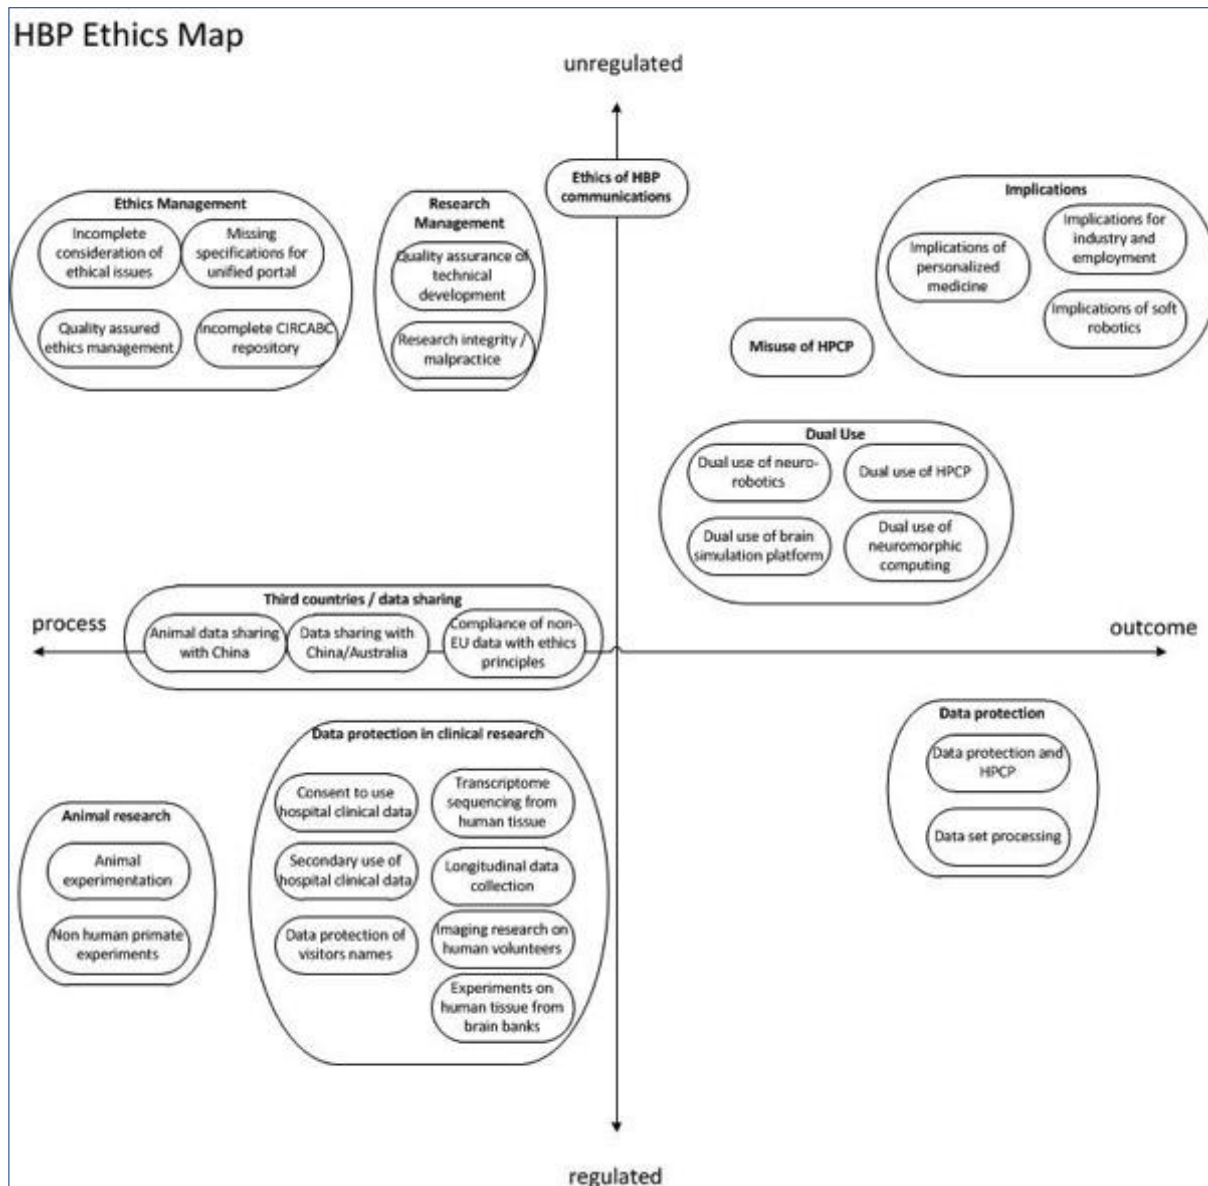 HBP Ethics Map
unregulated
Ethics of HBP
communications
Ethics Management
Incomplete
consideration of
ethical issues
Missing
specifications for
unified portal
Quality assured
ethics management
Incomplete CIRCABC
repository
Research
Management
Quality assurance of
technical
development
Research integrity /
malpractice
Implications
Implications of
personalized
medicine
Implications for
industry and
employment
Implications of soft
robotics
Misuse of HPCP
Dual Use
Dual use of neuro-
robotics
Dual use of HPCP
Dual use of brain
simulation platform
Dual use of
neuromorphic
computing
process
Third countries / data sharing
Animal data sharing
with China
Data sharing with
China/Australia
Compliance of non-
EU data with ethics
principles
outcome
Data protection in clinical research
Consent to use
hospital clinical data
Transcriptome
sequencing from
human tissue
Secondary use of
hospital clinical data
Longitudinal data
collection
Data protection of
visitors names
Imaging research on
human volunteers
Experiments on
human tissue from
brain banks
Animal research
Animal
experimentation
Non human primate
experiments
Data protection
Data protection and
HPCP
Data set processing
regulated